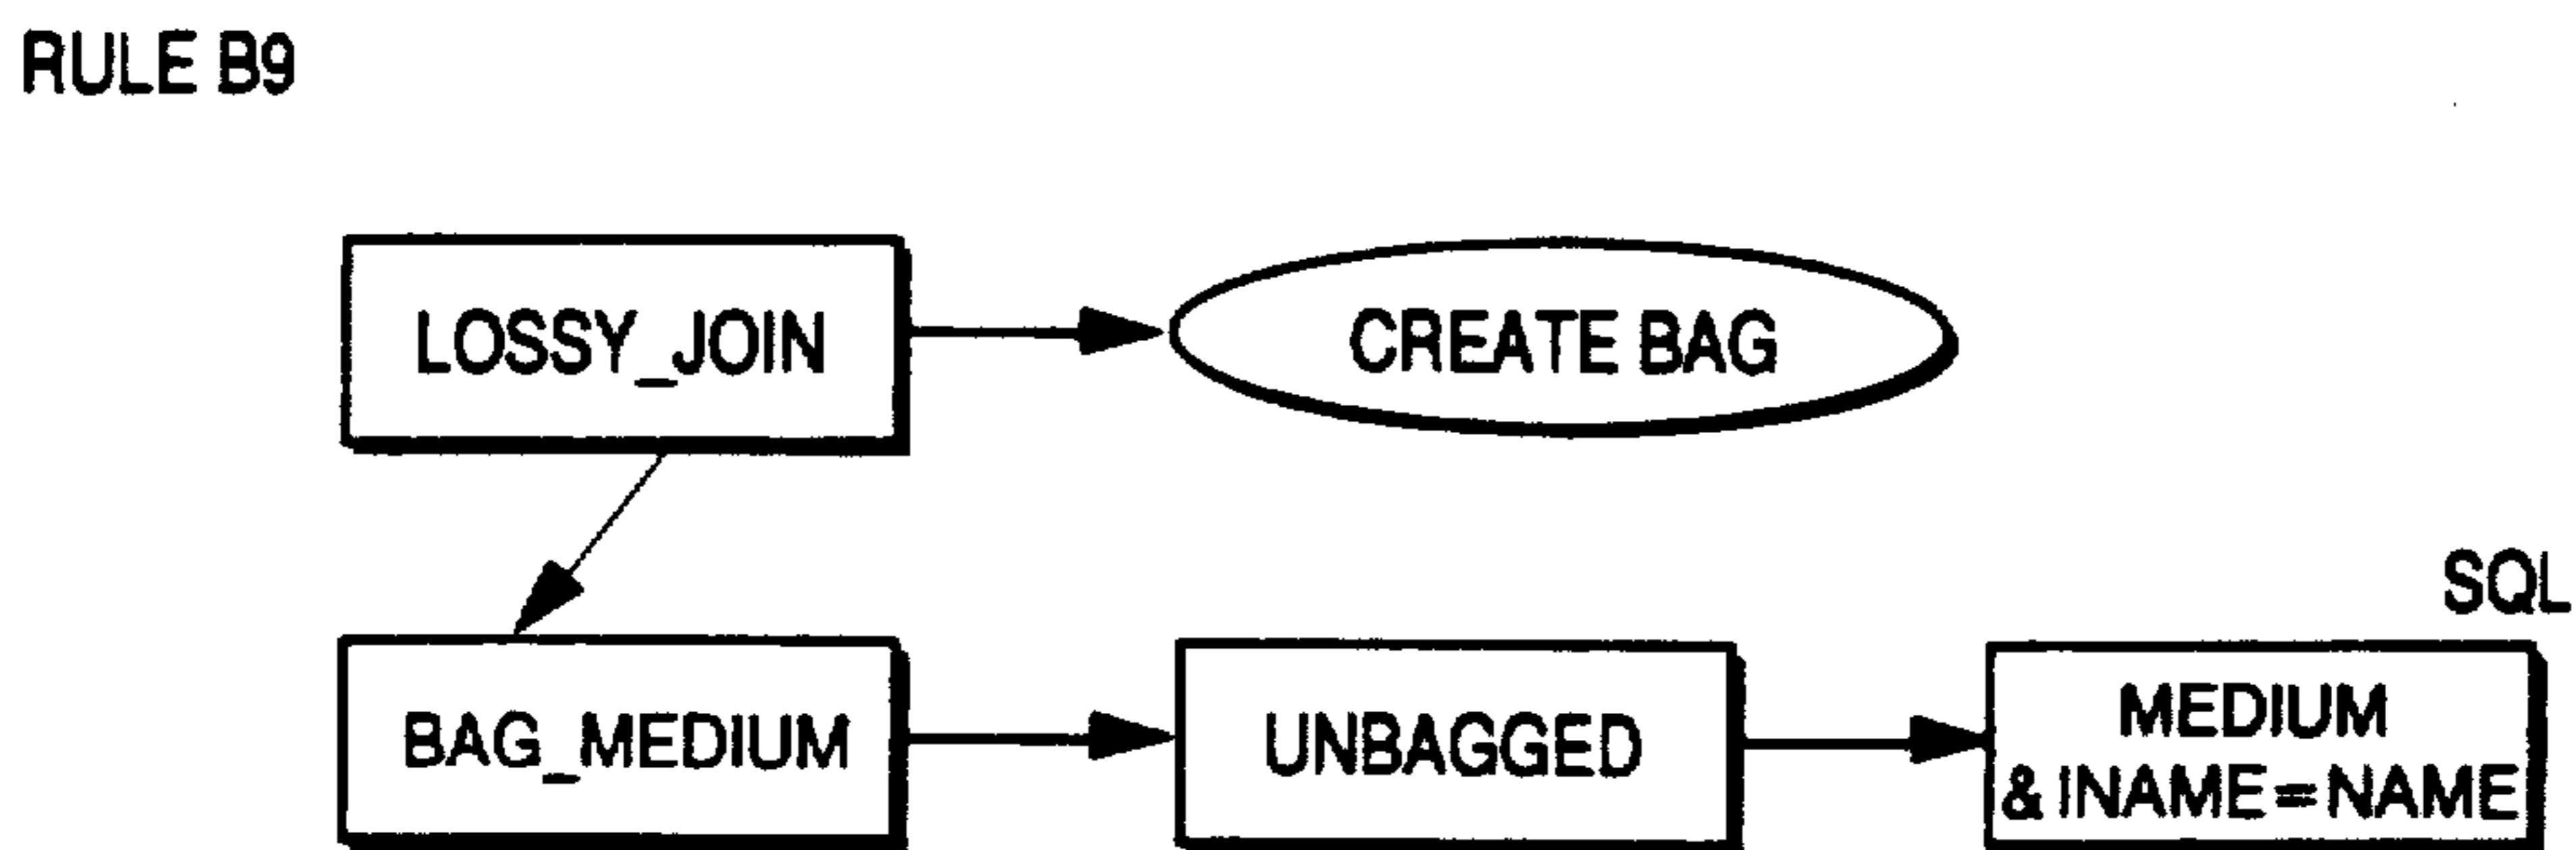 RULE B9
LOSSY_JOIN
CREATE BAG
SQL
BAG_MEDIUM
UNBAGGED
MEDIUM
& INAME = NAME